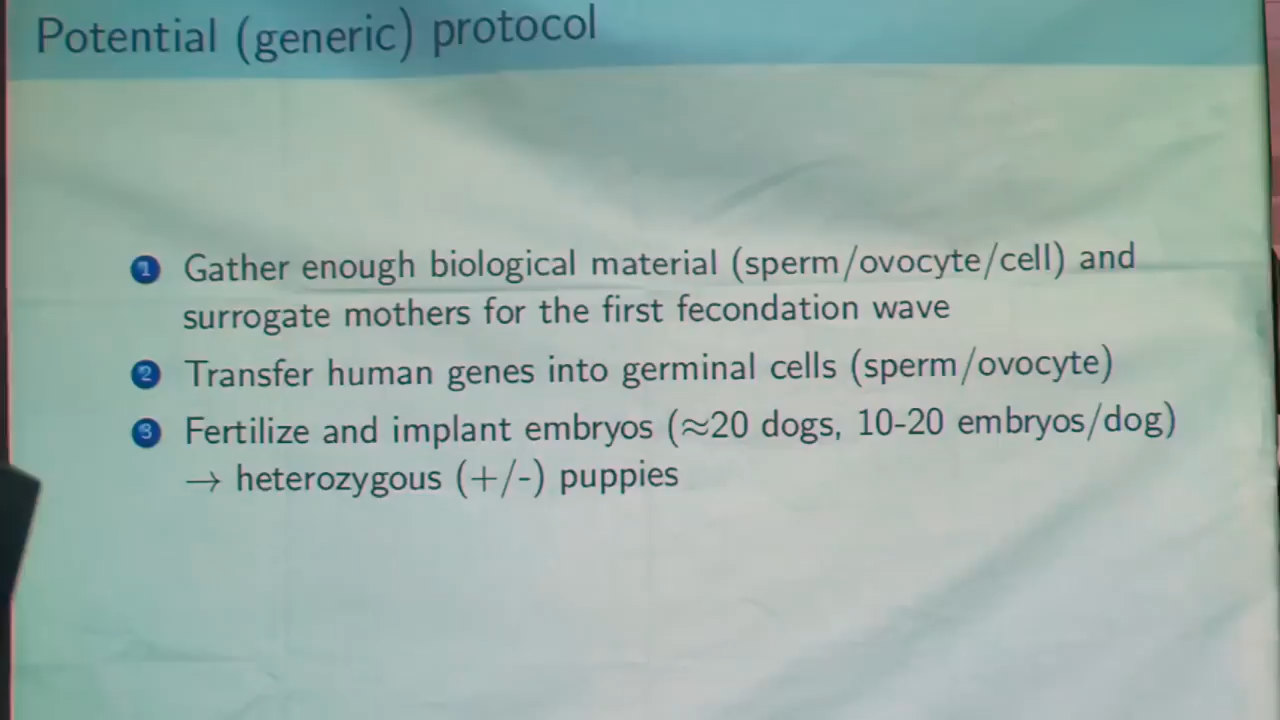 Potential (generic) protocol
1 Gather enough biological material (sperm/ovocyte/cell) and
surrogate mothers for the first fecondation wave
2 Transfer human genes into germinal cells (sperm/ovocyte)
3 Fertilize and implant embryos (≈20 dogs, 10-20 embryos/dog)
→ heterozygous (+/-) puppies